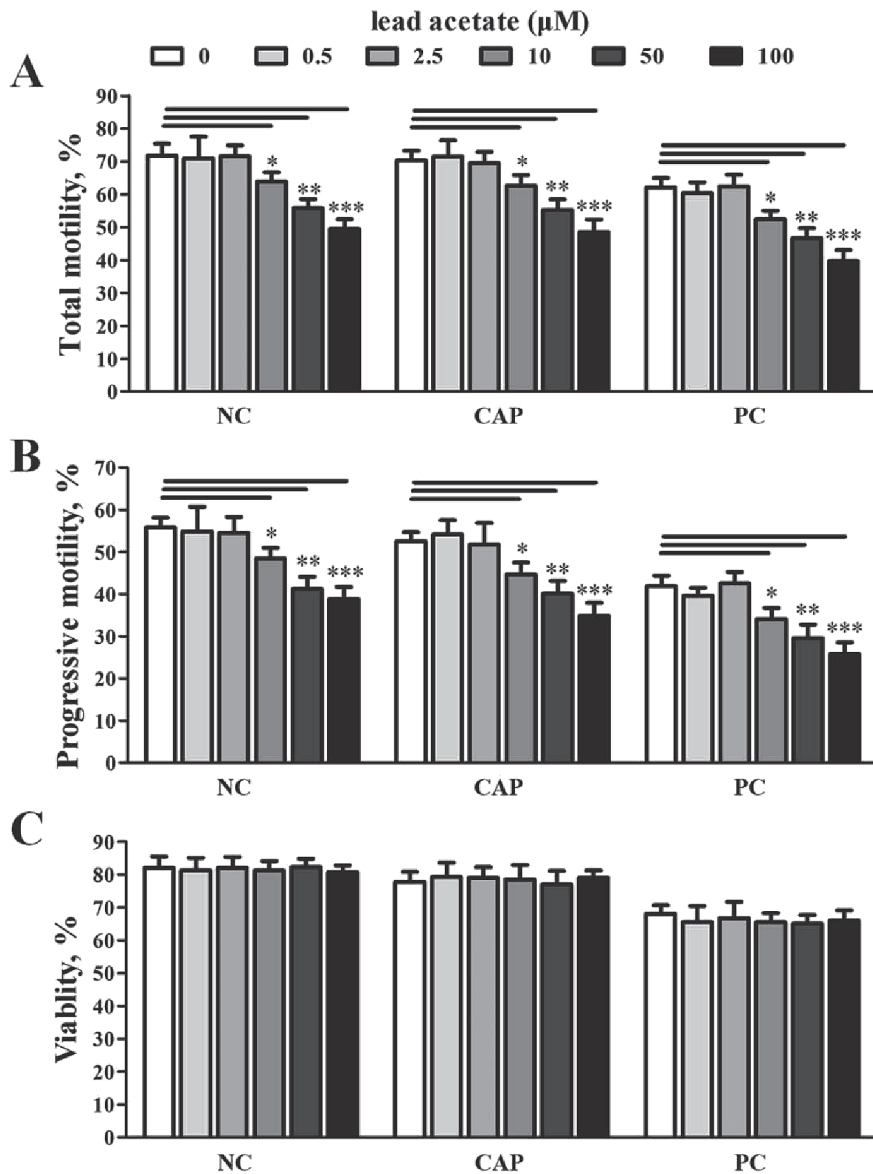 lead acetate (μM)
0 0.5 2.5 10 50 100
A
Total motility, %
90
80
70
60
50
40
30
20
10
0
* ** ***
* ** ***
* ** ***
NC CAP PC
B
Progressive motility, %
70
60
50
40
30
20
10
0
* ** ***
* ** ***
* ** ***
NC CAP PC
C
Viablity, %
90
80
70
60
50
40
30
20
10
0
NC CAP PC